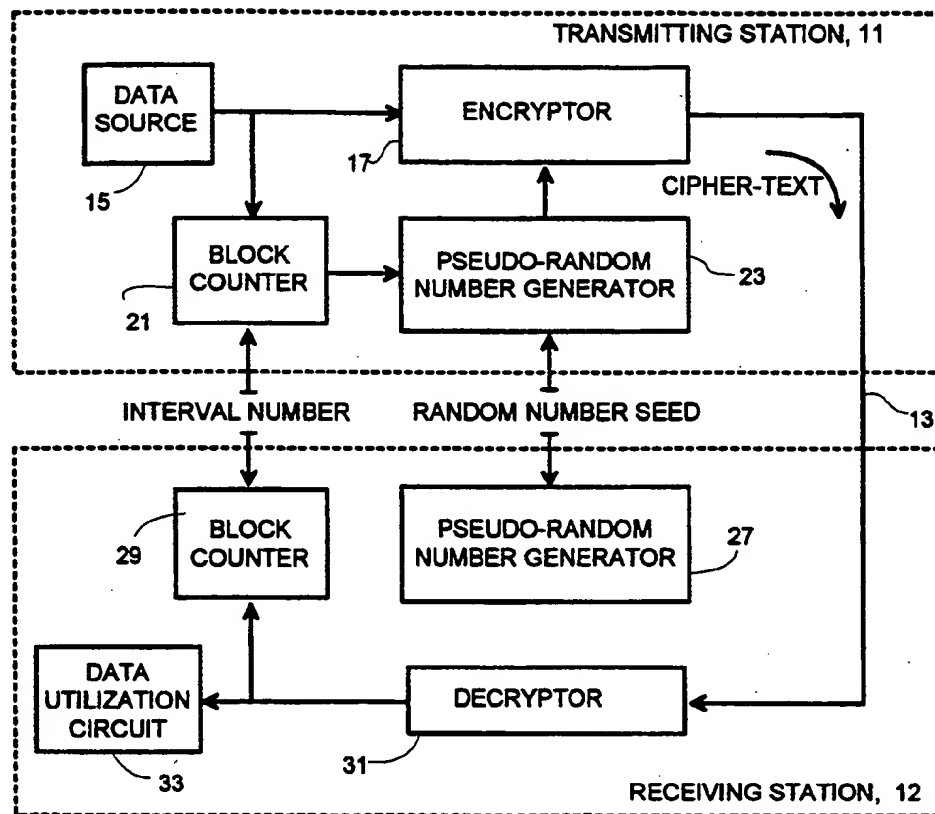 TRANSMITTING STATION, 11
DATA
SOURCE
15
ENCRYPTOR
17
CIPHER-TEXT
BLOCK
COUNTER
21
PSEUDO-RANDOM
NUMBER GENERATOR
23
INTERVAL NUMBER
RANDOM NUMBER SEED
13
29
BLOCK
COUNTER
PSEUDO-RANDOM
NUMBER GENERATOR
27
DATA
UTILIZATION
CIRCUIT
33
DECRYPTOR
31
RECEIVING STATION, 12